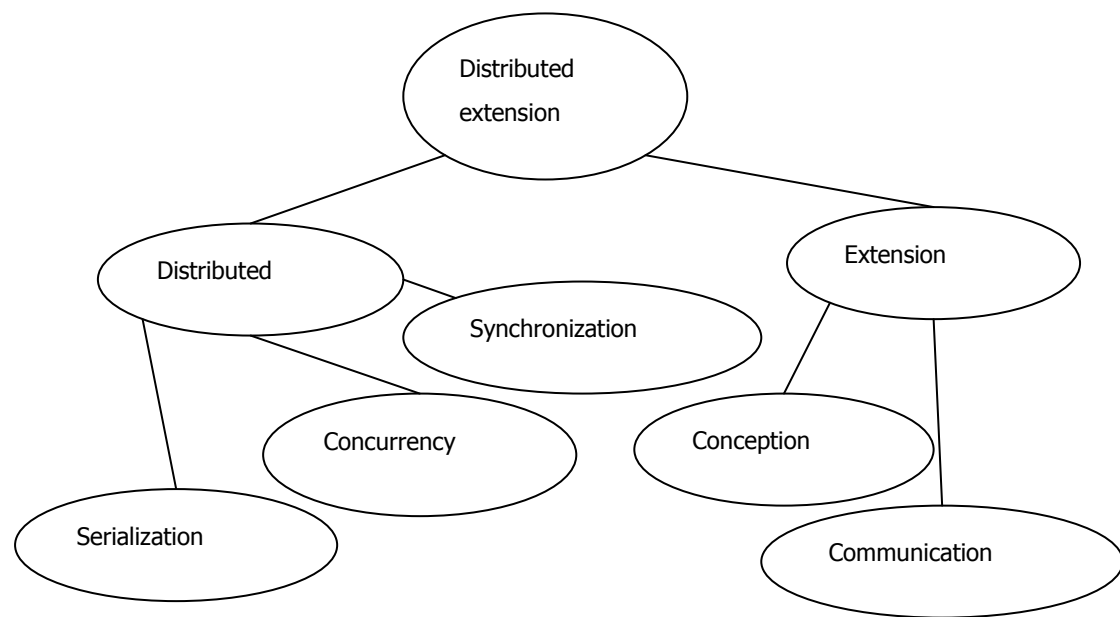 Distributed
extension
Distributed
Extension
Synchronization
Concurrency
Conception
Serialization
Communication